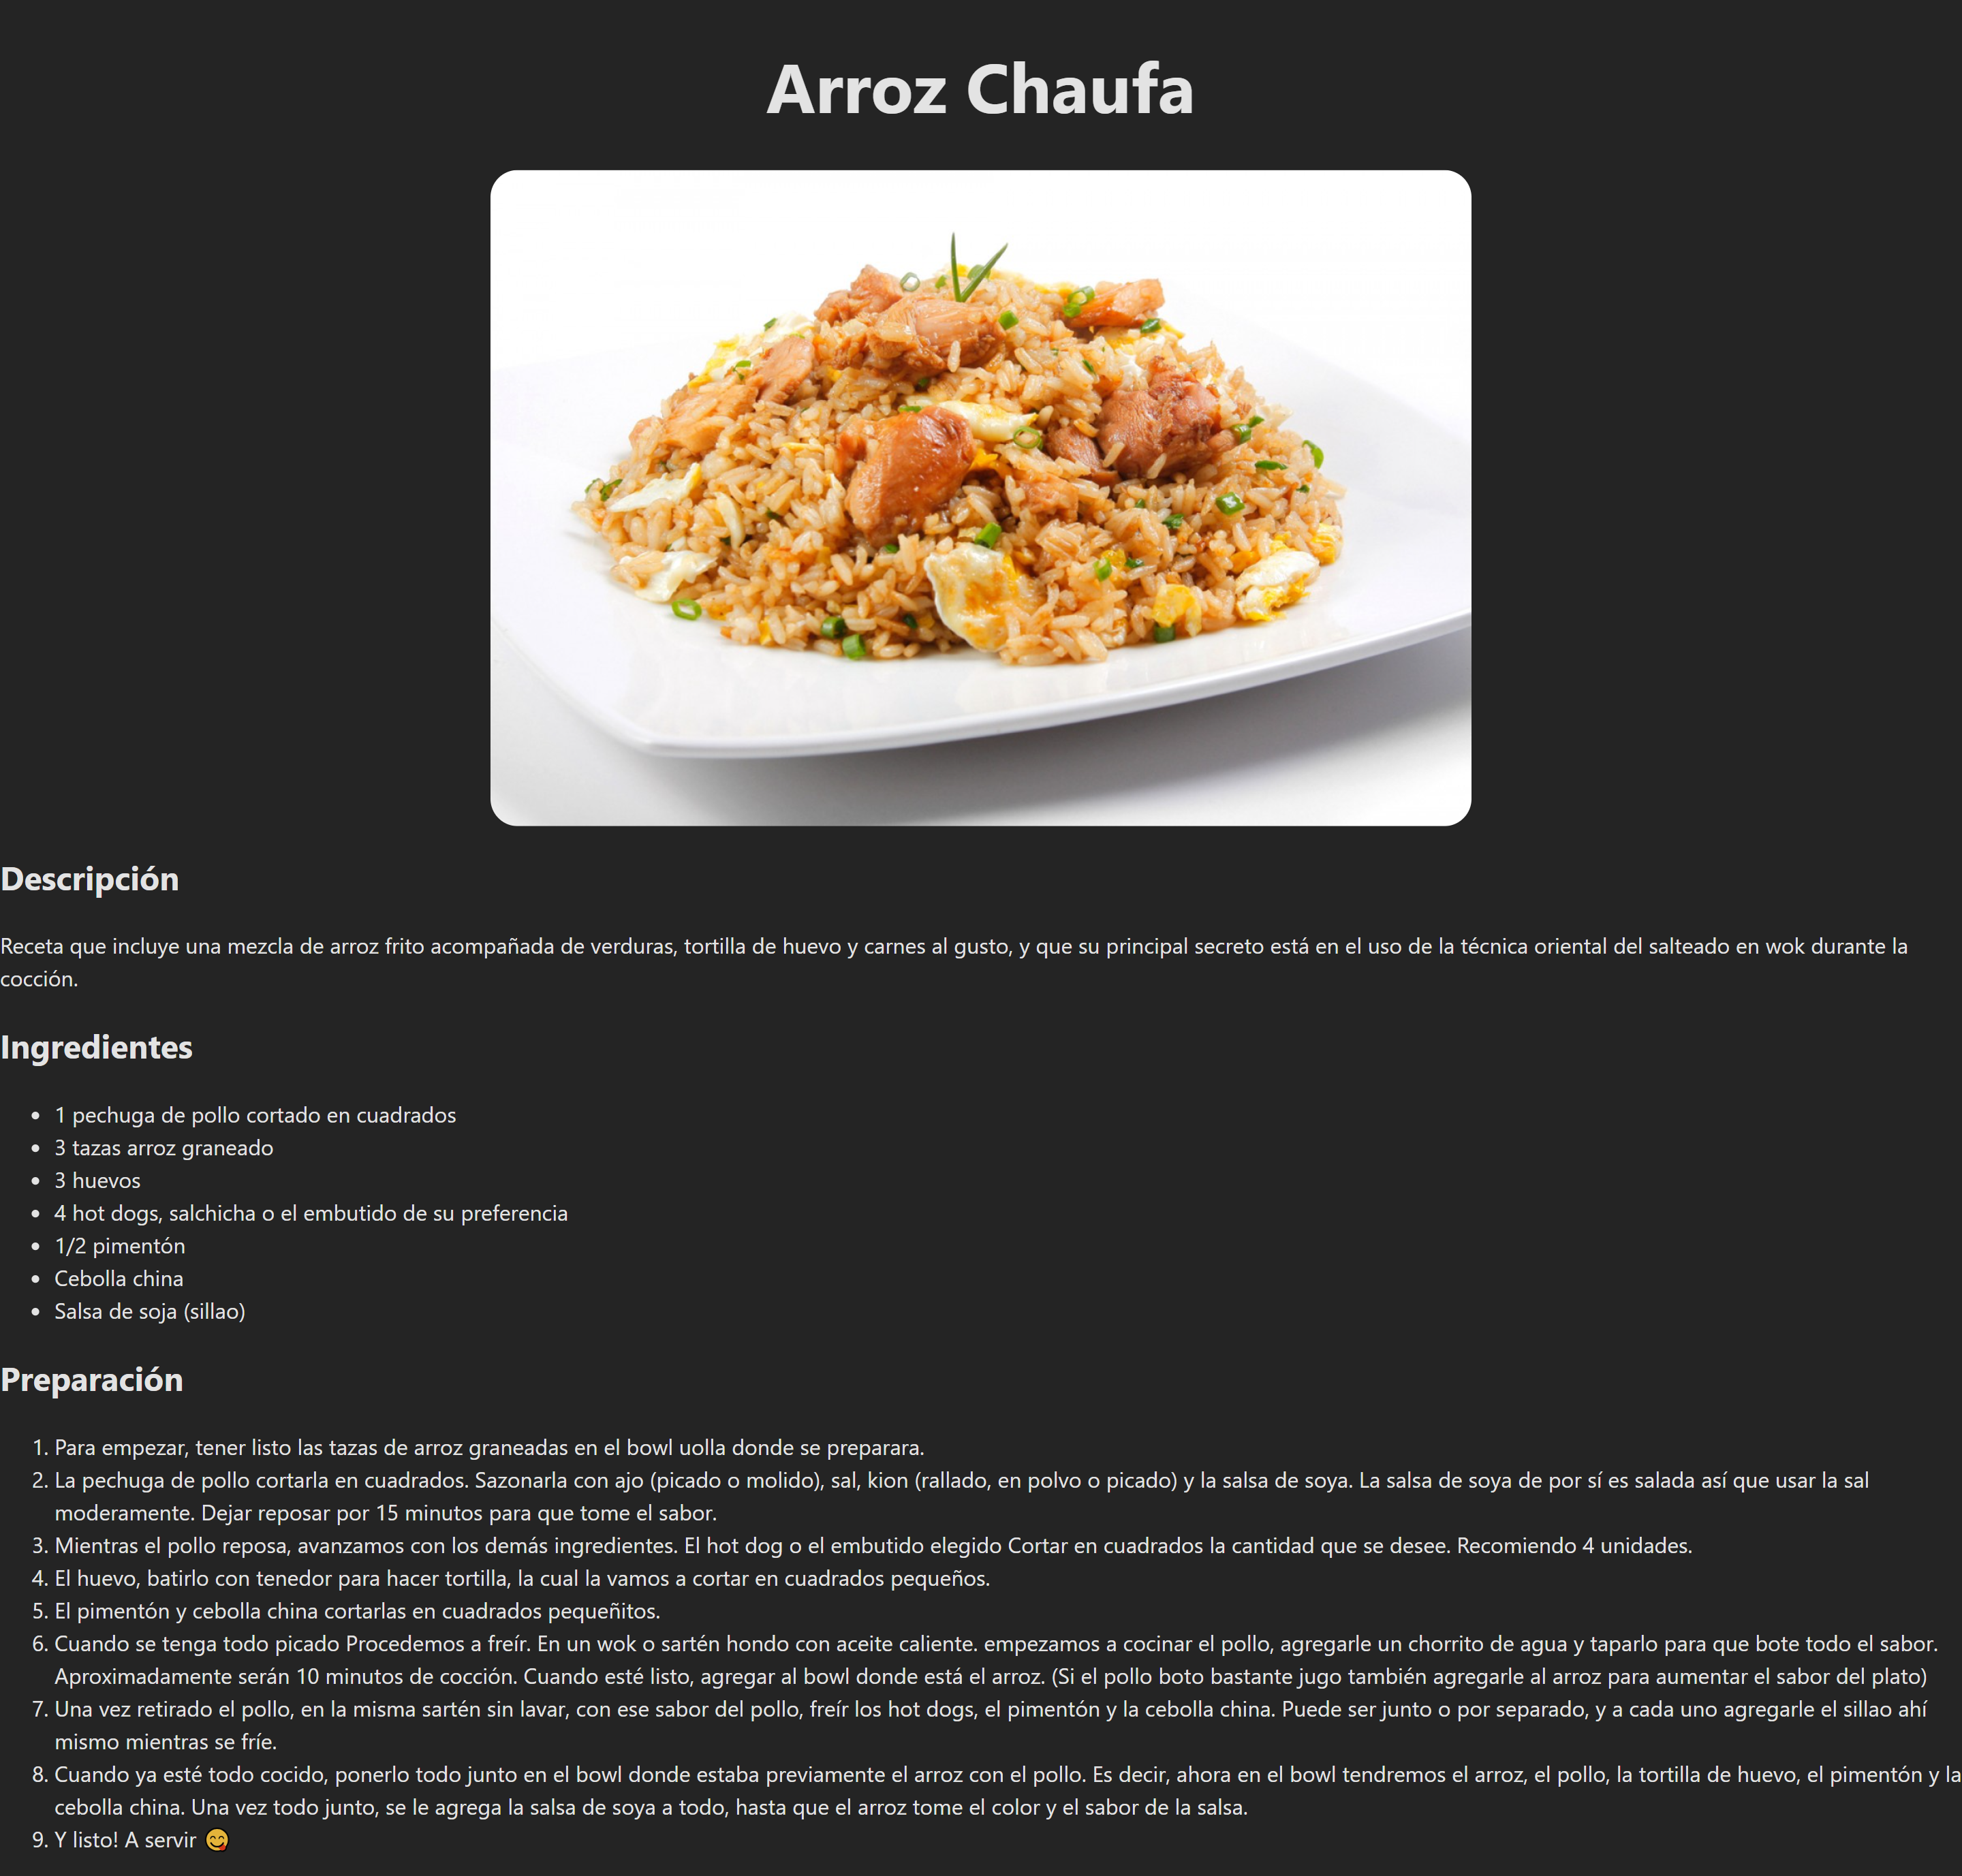 Arroz Chaufa
Descripción
Receta que incluye una mezcla de arroz frito acompañada de verduras, tortilla de huevo y carnes al gusto, y que su principal secreto está en el uso de la técnica oriental del salteado en wok durante la
cocción.
Ingredientes
• 1 pechuga de pollo cortado en cuadrados
• 3 tazas arroz graneado
• 3 huevos
• 4 hot dogs, salchicha o el embutido de su preferencia
• 1/2 pimentón
• Cebolla china
• Salsa de soja (sillao)
Preparación
1. Para empezar, tener listo las tazas de arroz graneadas en el bowl uolla donde se preparara.
2. La pechuga de pollo cortarla en cuadrados. Sazonarla con ajo (picado o molido), sal, kion (rallado, en polvo o picado) y la salsa de soya. La salsa de soya de por sí es salada así que usar la sal
moderamente. Dejar reposar por 15 minutos para que tome el sabor.
3. Mientras el pollo reposa, avanzamos con los demás ingredientes. El hot dog o el embutido elegido Cortar en cuadrados la cantidad que se desee. Recomiendo 4 unidades.
4. El huevo, batirlo con tenedor para hacer tortilla, la cual la vamos a cortar en cuadrados pequeños.
5. El pimentón y cebolla china cortarlas en cuadrados pequeñitos.
6. Cuando se tenga todo picado Procedemos a freír. En un wok o sartén hondo con aceite caliente. empezamos a cocinar el pollo, agregarle un chorrito de agua y taparlo para que bote todo el sabor.
Aproximadamente serán 10 minutos de cocción. Cuando esté listo, agregar al bowl donde está el arroz. (Si el pollo boto bastante jugo también agregarle al arroz para aumentar el sabor del plato)
7. Una vez retirado el pollo, en la misma sartén sin lavar, con ese sabor del pollo, freír los hot dogs, el pimentón y la cebolla china. Puede ser junto o por separado, y a cada uno agregarle el sillao ahí
mismo mientras se fríe.
8. Cuando ya esté todo cocido, ponerlo todo junto en el bowl donde estaba previamente el arroz con el pollo. Es decir, ahora en el bowl tendremos el arroz, el pollo, la tortilla de huevo, el pimentón y la
cebolla china. Una vez todo junto, se le agrega la salsa de soya a todo, hasta que el arroz tome el color y el sabor de la salsa.
9. Y listo! A servir 😋